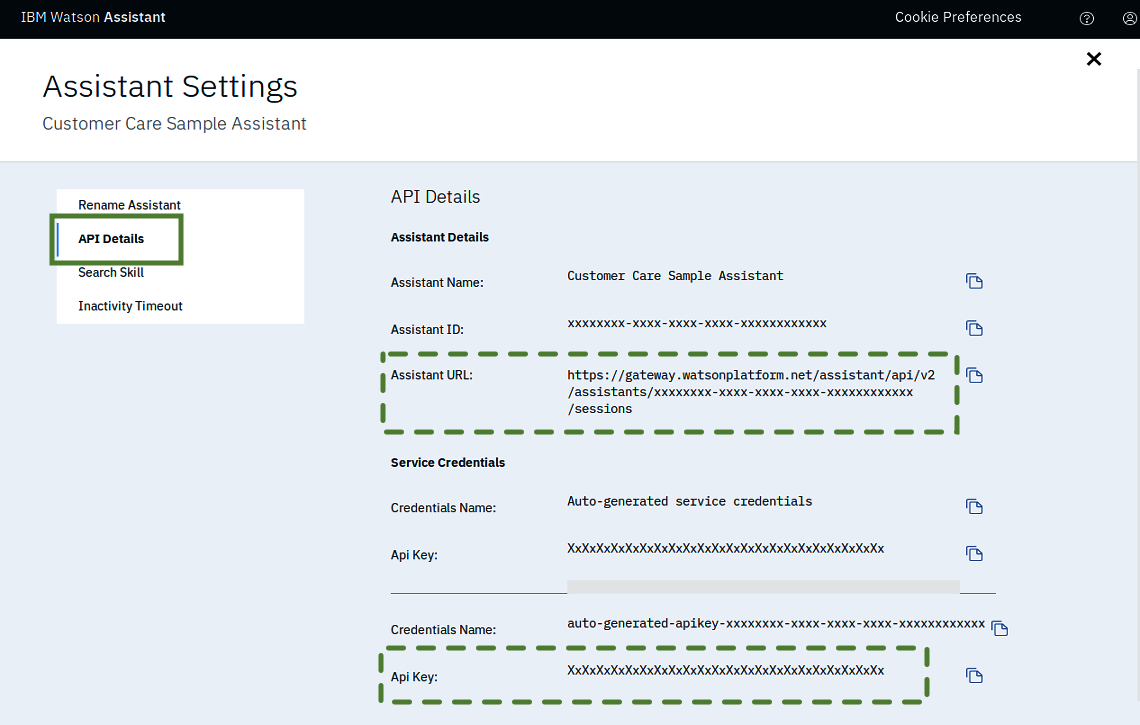 IBM Watson Assistant
Cookie Preferences
Assistant Settings
Customer Care Sample Assistant
Rename Assistant
API Details
Search Skill
Inactivity Timeout
API Details
Assistant Details
Assistant Name:
Customer Care Sample Assistant
Assistant ID:
xxxxxxxx-xxxx-xxxx-xxxx-xxxxxxxxxxxx
Assistant URL:
https://gateway.watsonplatform.net/assistant/api/v2
/assistants/xxxxxxxx-xxxx-xxxx-xxxx-xxxxxxxxxxxx
/sessions
Service Credentials
Credentials Name:
Auto-generated service credentials
Api Key:
XxXxXxXxXxXxXxXxXxXxXxXxXxXxXxXxXxXxXxXxXxXx
Credentials Name:
auto-generated-apikey-xxxxxxxx-xxxx-xxxx-xxxx-xxxxxxxxxxxx
Api Key:
XxXxXxXxXxXxXxXxXxXxXxXxXxXxXxXxXxXxXxXxXxXx